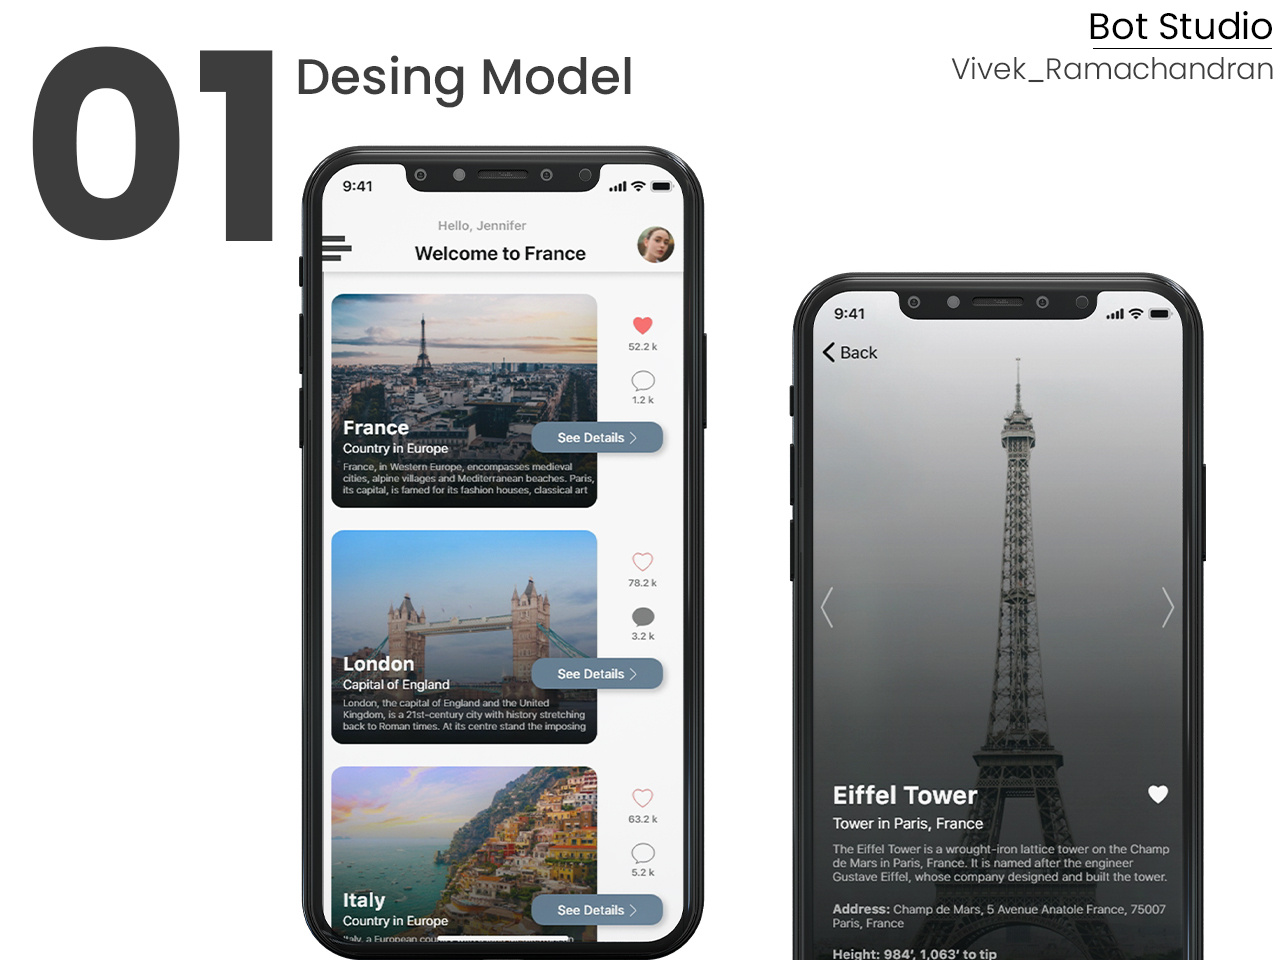 01
Desing Model
Bot Studio
Vivek_Ramachandran
9:41
Hello, Jennifer
Welcome to France
52.2 k
1.2 k
France
Country in Europe
See Details
France, in Western Europe, encompasses medieval
cities, alpine villages and Mediterranean beaches. Paris,
its capital, is famed for its fashion houses, classical art
78.2 k
3.2 k
London
Capital of England
See Details
London, the capital of England and the United
Kingdom, is a 21st-century city with history stretching
back to Roman times. At its centre stand the imposing
63.2 k
5.2 k
Italy
Country in Europe
See Details
Italy, a European
9:41
Back
Eiffel Tower
Tower in Paris, France
The Eiffel Tower is a wrought-iron lattice tower on the Champ
de Mars in Paris, France. It is named after the engineer
Gustave Eiffel, whose company designed and built the tower.
Address: Champ de Mars, 5 Avenue Anatole France, 75007
Paris, France
Height: 984′, 1,063′ to tip